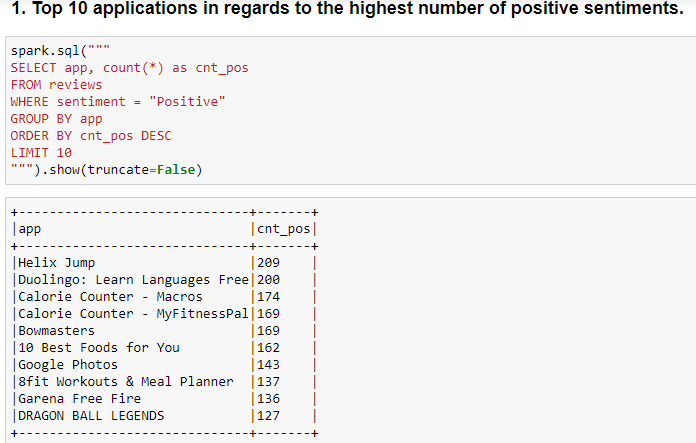 1. Top 10 applications in regards to the highest number of positive sentiments.
spark.sql("""
SELECT app, count(*) as cnt_pos
FROM reviews
WHERE sentiment = "Positive"
GROUP BY app
ORDER BY cnt_pos DESC
LIMIT 10
""").show(truncate=False)
+-------------------------------+-------+
|app                            |cnt_pos|
+-------------------------------+-------+
|Helix Jump                     |209    |
|Duolingo: Learn Languages Free|200    |
|Calorie Counter - Macros       |174    |
|Calorie Counter - MyFitnessPal|169    |
|Bowmasters                     |169    |
|10 Best Foods for You          |162    |
|Google Photos                  |143    |
|8fit Workouts & Meal Planner   |137    |
|Garena Free Fire               |136    |
|DRAGON BALL LEGENDS            |127    |
+-------------------------------+-------+